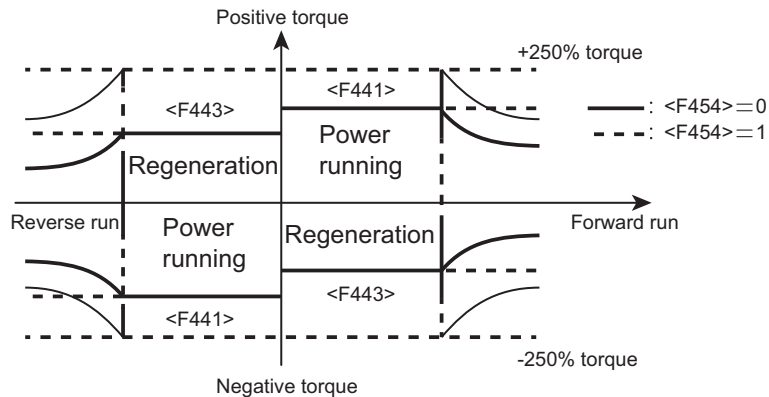 Positive torque
+250% torque
<F441>
<F443>
: <F454>=0
: <F454>=1
Power
running
Regeneration
Reverse run
Forward run
Power
running
Regeneration
<F441>
<F443>
-250% torque
Negative torque